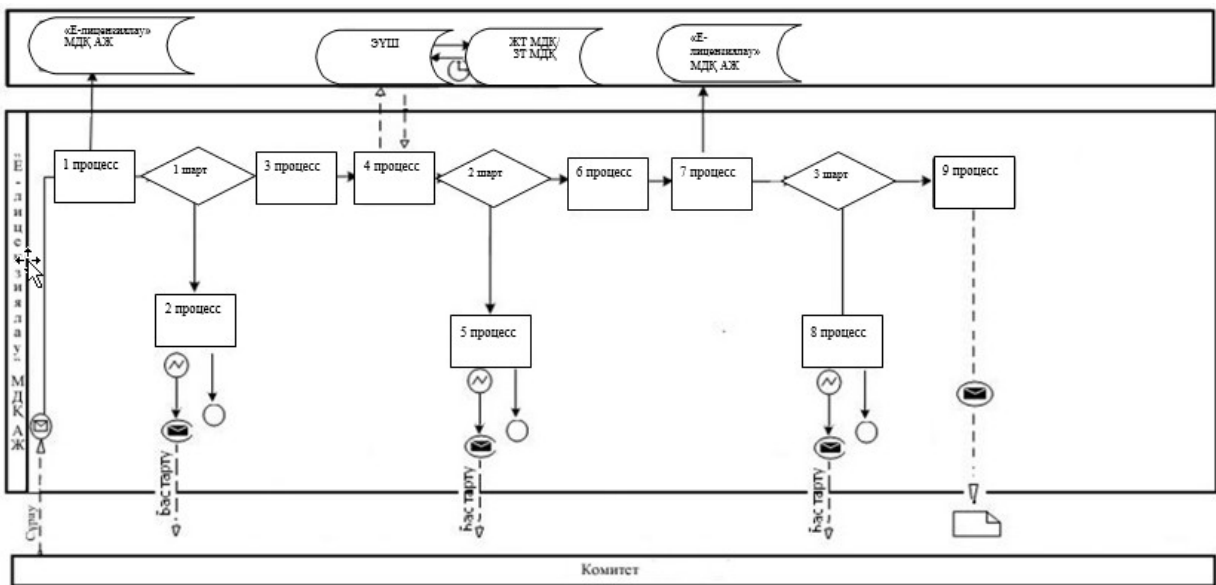 «Е-лицензиялау»
МДҚ АЖ
ЭҮШ
ЖТ МДҚ/
ЗТ МДҚ
«Е-
лицензиялау»
МДҚ АЖ
"Е-лицензиялау" МДҚ АЖ
1 процесс
1 шарт
3 процесс
4 процесс
2 шарт
6 процесс
7 процесс
3 шарт
9 процесс
2 процесс
5 процесс
8 процесс
Бас тарту
Бас тарту
Бас тарту
Сұрау
Комитет